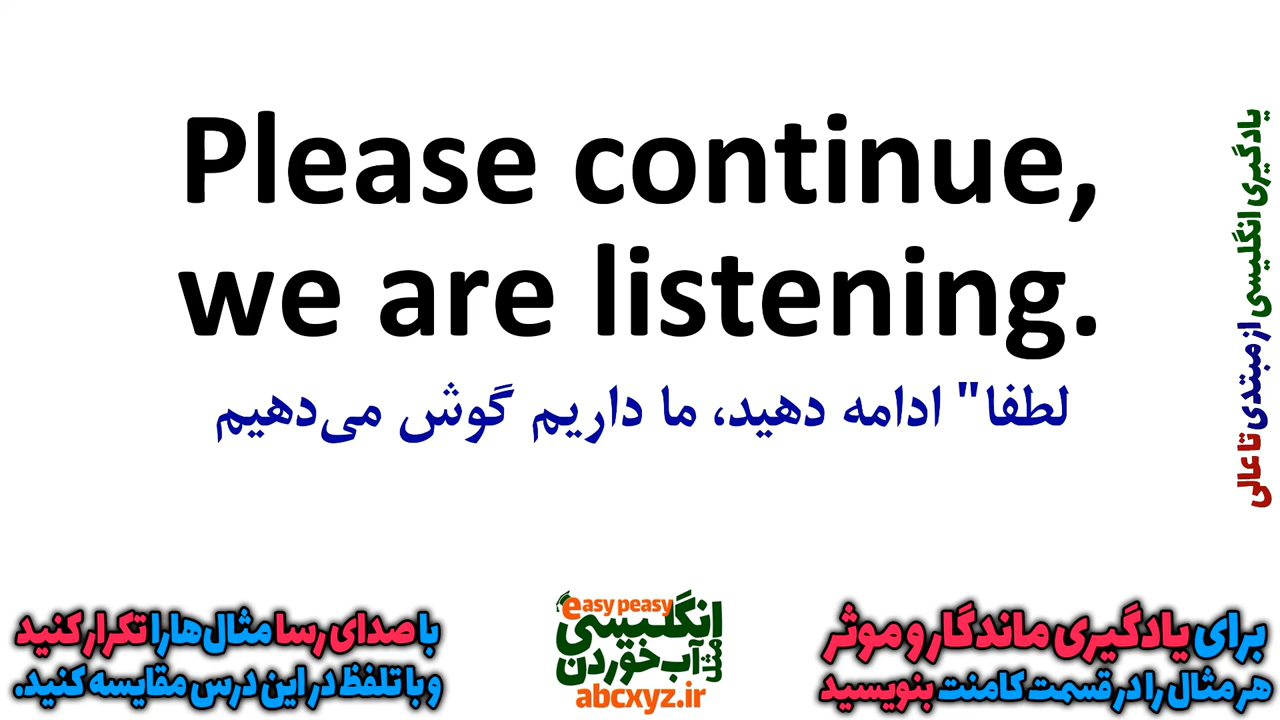 Please continue,
we are listening.
لطفا" ادامه دهید، ما داریم گوش می‌دهیم
یادگیری انگلیسی از مبتدی تا عالی
برای یادگیری ماندگار و موثر
هر مثال را در قسمت کامنت بنویسید
easy peasy
انگلیسی
مثل آب خوردن
abcxyz.ir
با صدای رسا مثال‌ها را تکرار کنید
و با تلفظ در این درس مقایسه کنید.